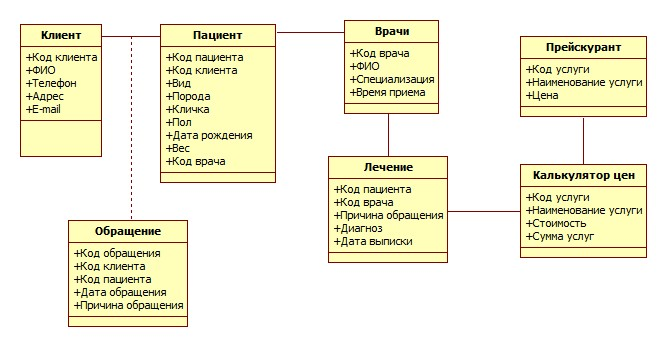 Клиент
+Код клиента
+ФИО
+Телефон
+Адрес
+E-mail
Пациент
+Код пациента
+Код клиента
+Вид
+Порода
+Кличка
+Пол
+Дата рождения
+Вес
+Код врача
Врачи
+Код врача
+ФИО
+Специализация
+Время приема
Прейскурант
+Код услуги
+Наименование услуги
+Цена
Лечение
+Код пациента
+Код врача
+Причина обращения
+Диагноз
+Дата выписки
Калькулятор цен
+Код услуги
+Наименование услуги
+Стоимость
+Сумма услуг
Обращение
+Код обращения
+Код клиента
+Код пациента
+Дата обращения
+Причина обращения